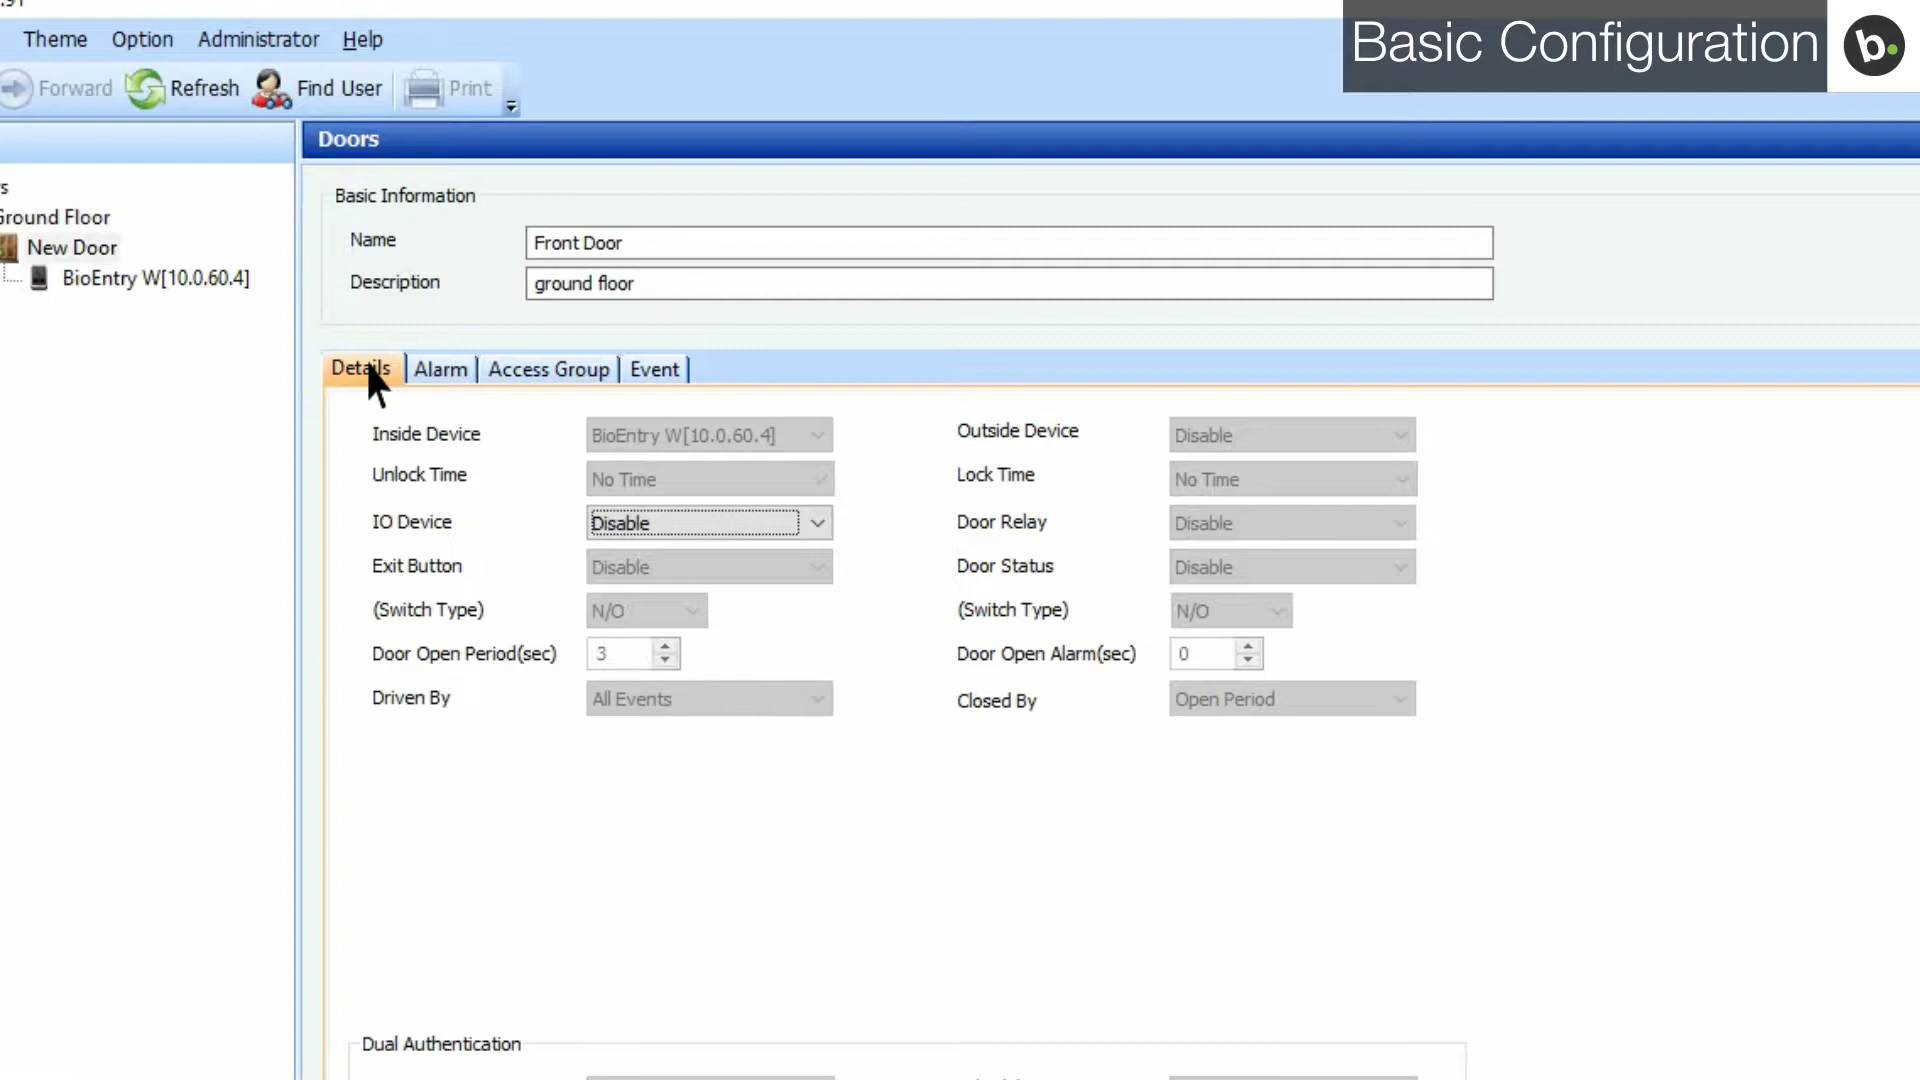 Basic Configuration
b.
Theme Option Administrator Help
Forward Refresh Find User Print
Doors
Basic Information
Ground Floor
New Door
BioEntry W[10.0.60.4]
Name Front Door
Description ground floor
Details Alarm Access Group Event
Inside Device BioEntry W[10.0.60.4] Outside Device Disable
Unlock Time No Time Lock Time No Time
IO Device Disable Door Relay Disable
Exit Button Disable Door Status Disable
(Switch Type) N/O (Switch Type) N/O
Door Open Period(sec) 3 Door Open Alarm(sec) 0
Driven By All Events Closed By Open Period
Dual Authentication